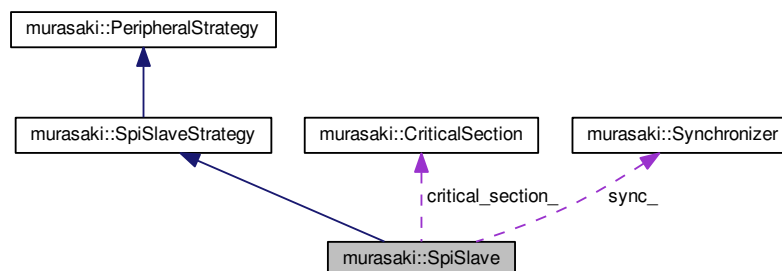 murasaki::PeripheralStrategy
murasaki::SpiSlaveStrategy
murasaki::CriticalSection
murasaki::Synchronizer
critical_section_
sync_
murasaki::SpiSlave